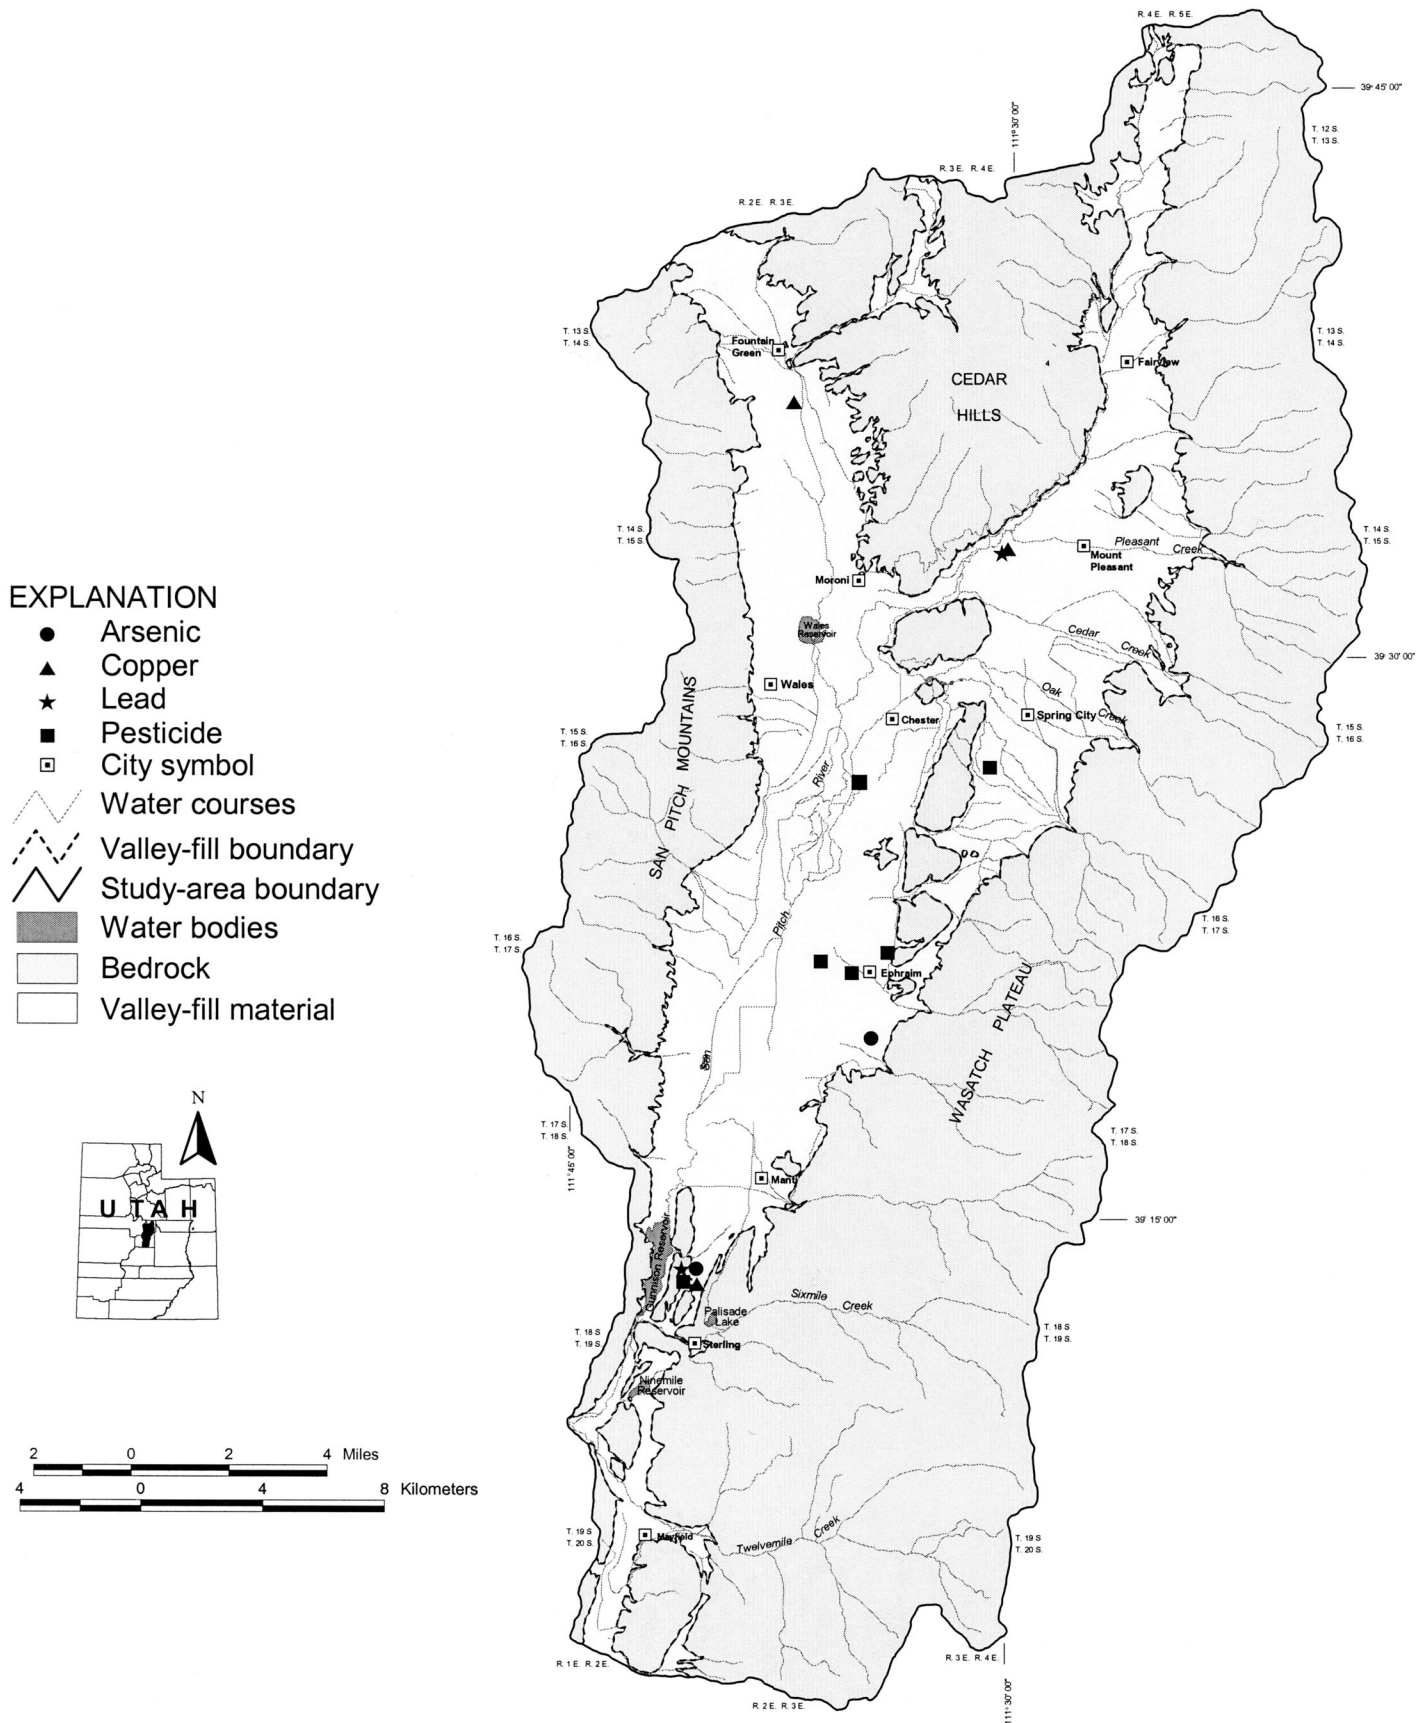 R. 4 E. R. 5 E.
39° 45' 00"
111° 30' 00"
T. 12 S.
T. 13 S.
R. 3 E. R. 4 E.
R. 2 E. R. 3 E.
T. 13 S.
T. 14 S.
T. 13 S.
T. 14 S.
Fountain
Green
Fairview
4
CEDAR
HILLS
T. 14 S.
T. 15 S.
T. 14 S.
T. 15 S.
Pleasant
Creek
Mount
Pleasant
Moroni
EXPLANATION
Arsenic
Copper
Lead
Pesticide
City symbol
Water courses
Valley-fill boundary
Study-area boundary
Water bodies
Bedrock
Valley-fill material
Wales
Reservoir
Cedar
Creek
39° 30' 00"
Wales
Oak
Creek
Chester
Spring City
SAN PITCH MOUNTAINS
T. 15 S.
T. 16 S.
T. 15 S.
T. 16 S.
River
Pitch
San
T. 16 S.
T. 17 S.
T. 16 S.
T. 17 S.
Ephraim
WASATCH PLATEAU
N
UTAH
T. 17 S.
T. 18 S.
111° 45' 00"
T. 17 S.
T. 18 S.
Manti
39° 15' 00"
Gunnison Reservoir
Sixmile
Creek
Palisade
Lake
T. 18 S
T. 19 S.
T. 18 S
T. 19 S.
Sterling
Ninemile
Reservoir
2 0 2 4 Miles
4 0 4 8 Kilometers
T. 19 S
T. 20 S.
Mayfield
Twelvemile
Creek
T. 19 S
T. 20 S.
R. 1 E. R. 2 E.
R. 3 E. R. 4 E.
111° 30' 00"
R. 2 E. R. 3 E.